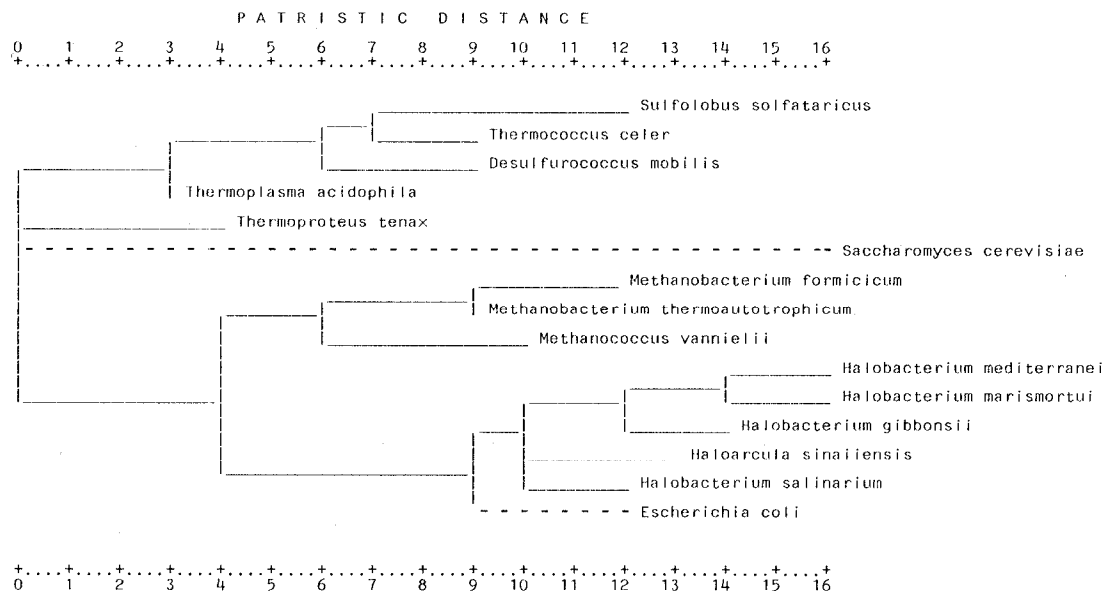 PATRISTIC DISTANCE
0 1 2 3 4 5 6 7 8 9 10 11 12 13 14 15 16
+....+....+....+....+....+....+....+....+....+....+....+....+....+....+....+....+
Sulfolobus solfataricus
Thermococcus celer
Desulfurococcus mobilis
Thermoplasma acidophila
Thermoproteus tenax
Saccharomyces cerevisiae
Methanobacterium formicicum
Methanobacterium thermoautotrophicum
Methanococcus vannielii
Halobacterium mediterranei
Halobacterium marismortui
Halobacterium gibbonsii
Haloarcula sinaiiensis
Halobacterium salinarium
Escherichia coli
+....+....+....+....+....+....+....+....+....+....+....+....+....+....+....+....+
0 1 2 3 4 5 6 7 8 9 10 11 12 13 14 15 16